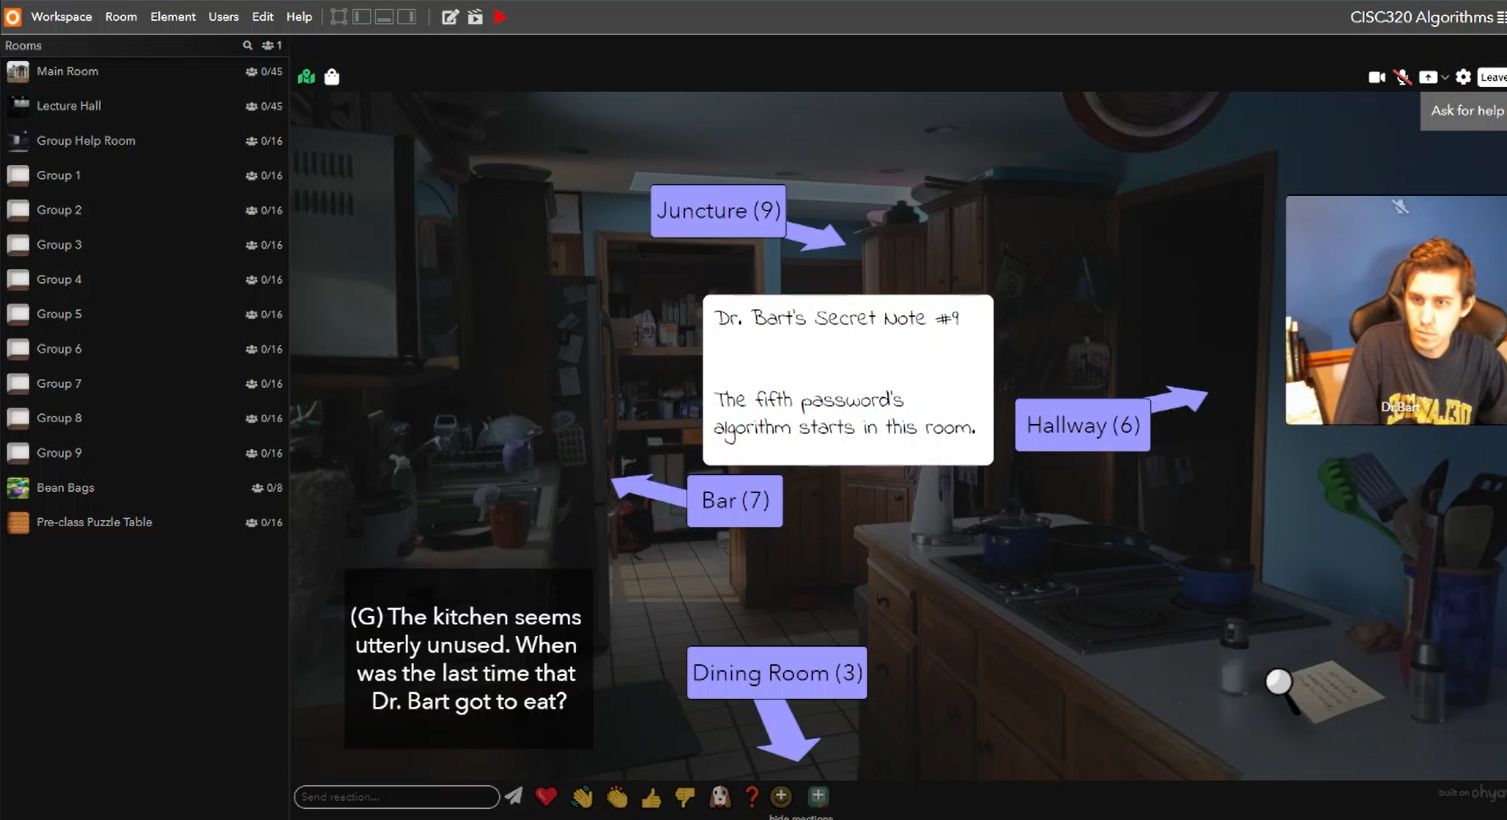 Workspace Room Element Users Edit Help
CISC320 Algorithms
Rooms 1
Main Room 0/45
Lecture Hall 0/45
Group Help Room 0/16
Group 1 0/16
Group 2 0/16
Group 3 0/16
Group 4 0/16
Group 5 0/16
Group 6 0/16
Group 7 0/16
Group 8 0/16
Group 9 0/16
Bean Bags 0/8
Pre-class Puzzle Table 0/16
Leave
Ask for help
Juncture (9)
Dr. Bart's Secret Note #9
The fifth password's
algorithm starts in this room.
Hallway (6)
Bar (7)
Dr.Bart
(G) The kitchen seems
utterly unused. When
was the last time that
Dr. Bart got to eat?
Dining Room (3)
Send reaction...
hide reactions
built on